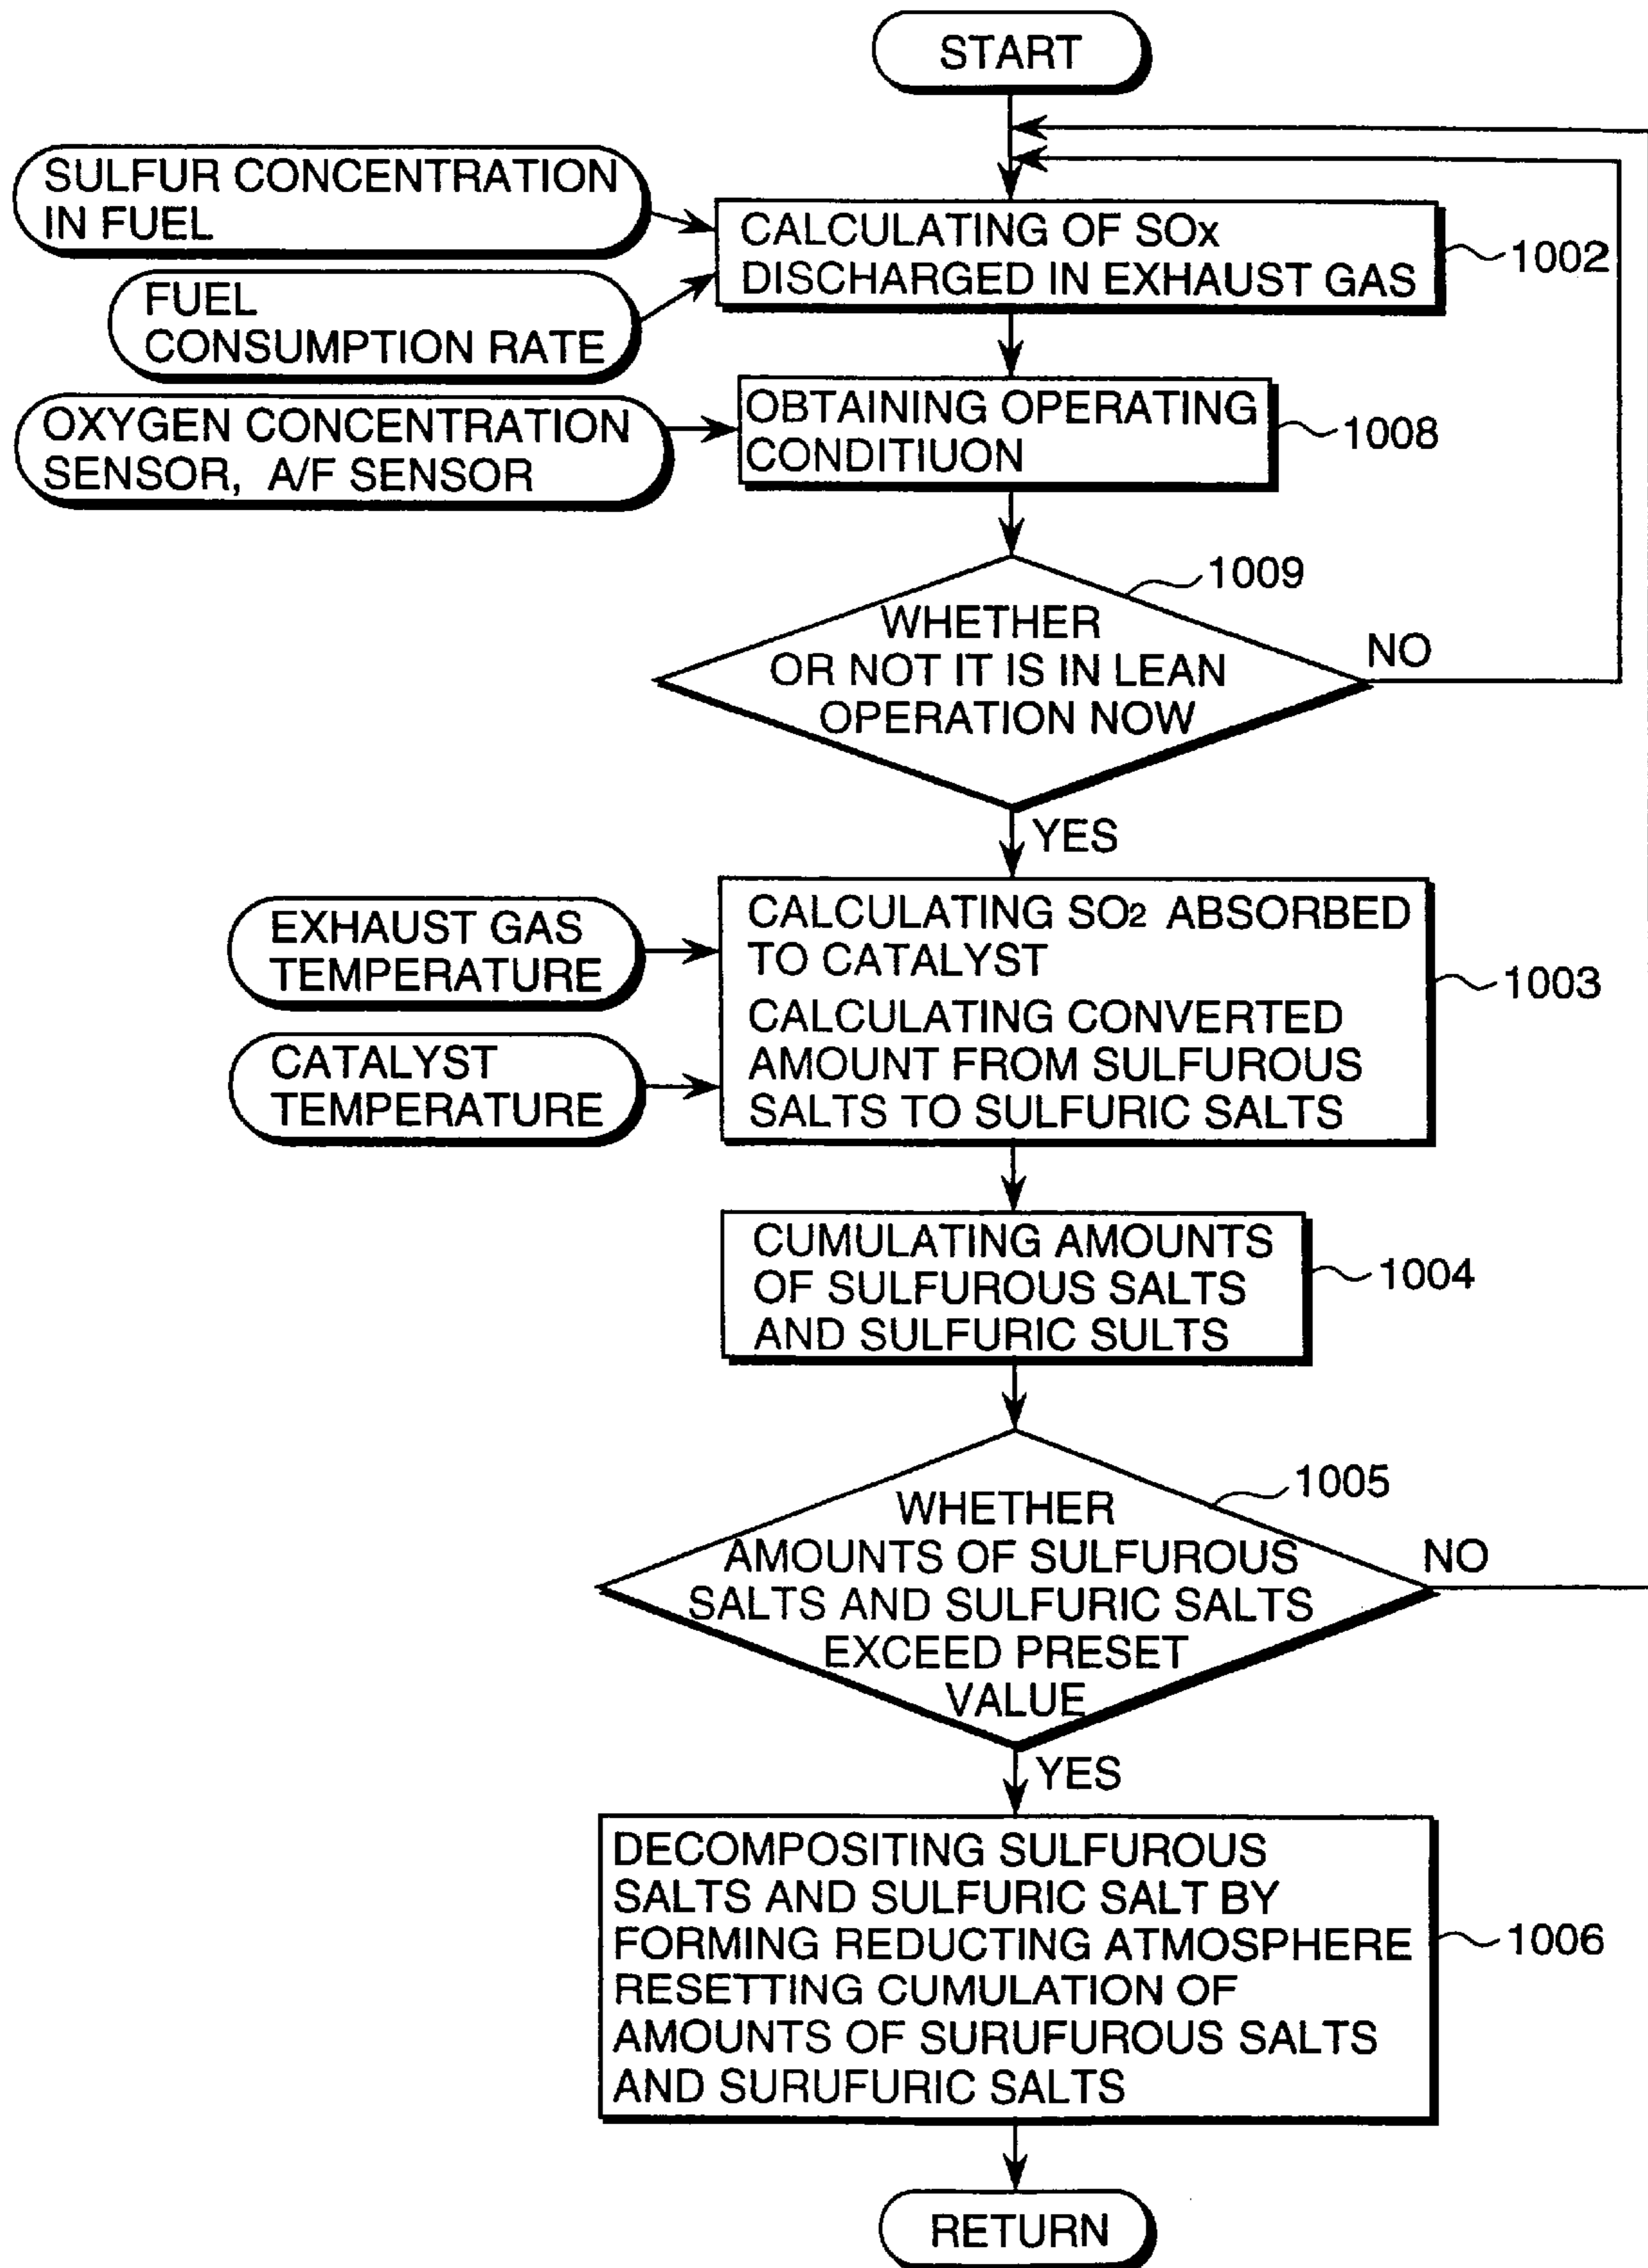 START
SULFUR CONCENTRATION
IN FUEL
CALCULATING OF SOx
DISCHARGED IN EXHAUST GAS
1002
FUEL
CONSUMPTION RATE
OXYGEN CONCENTRATION
SENSOR, A/F SENSOR
OBTAINING OPERATING
CONDITIUON
1008
1009
WHETHER
OR NOT IT IS IN LEAN
OPERATION NOW
NO
YES
EXHAUST GAS
TEMPERATURE
CATALYST
TEMPERATURE
CALCULATING SO2 ABSORBED
TO CATALYST
CALCULATING CONVERTED
AMOUNT FROM SULFUROUS
SALTS TO SULFURIC SALTS
1003
CUMULATING AMOUNTS
OF SULFUROUS SALTS
AND SULFURIC SULTS
1004
1005
WHETHER
AMOUNTS OF SULFUROUS
SALTS AND SULFURIC SALTS
EXCEED PRESET
VALUE
NO
YES
DECOMPOSITING SULFUROUS
SALTS AND SULFURIC SALT BY
FORMING REDUCTING ATMOSPHERE
RESETTING CUMULATION OF
AMOUNTS OF SURUFUROUS SALTS
AND SURUFURIC SALTS
1006
RETURN